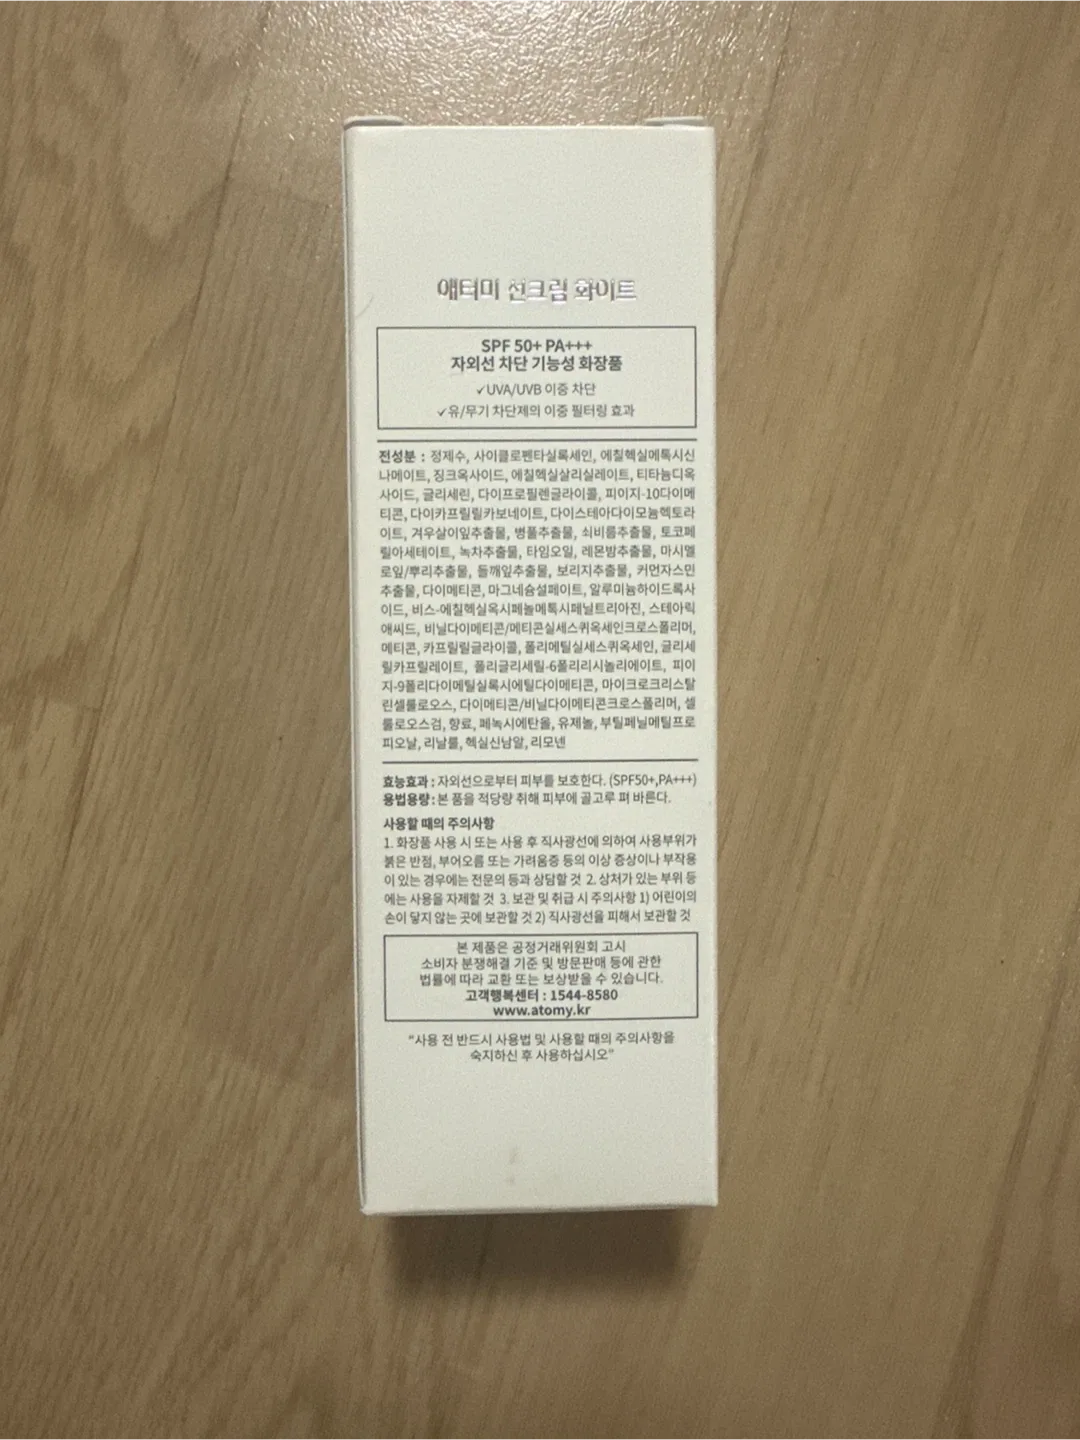 애터미 선크림 화이트
SPF 50+ PA+++
자외선 차단 기능성 화장품
✓UVA/UVB 이중 차단
✓유/무기 차단제의 이중 필터링 효과
전성분 : 정제수, 사이클로펜타실록세인, 에칠헥실메톡시신
나메이트, 징크옥사이드, 에칠헥실살리실레이트, 티타늄디옥
사이드, 글리세린, 다이프로필렌글라이콜, 피이지-10다이메
티콘, 다이카프릴릴카보네이트, 다이스테아다이모늄헥토라
이트, 겨우살이잎추출물, 병풀추출물, 쇠비름추출물, 토코페
릴아세테이트, 녹차추출물, 타임오일, 레몬밤추출물, 마시멜
로잎/뿌리추출물, 들깨잎추출물, 보리지추출물, 커먼자스민
추출물, 다이메티콘, 마그네슘설페이트, 알루미늄하이드록사
이드, 비스-에칠헥실옥시페놀메톡시페닐트리아진, 스테아릭
애씨드, 비닐다이메티콘/메티콘실세스퀴옥세인크로스폴리머,
메티콘, 카프릴릴글라이콜, 폴리메틸실세스퀴옥세인, 글리세
릴카프릴레이트, 폴리글리세릴-6폴리리시놀리에이트, 피이
지-9폴리다이메틸실록시에틸다이메티콘, 마이크로크리스탈
린셀룰로오스, 다이메티콘/비닐다이메티콘크로스폴리머, 셀
룰로오스검, 향료, 페녹시에탄올, 유제놀, 부틸페닐메틸프로
피오날, 리날룰, 헥실신남알, 리모넨
효능효과 : 자외선으로부터 피부를 보호한다. (SPF50+,PA+++)
용법용량 : 본 품을 적당량 취해 피부에 골고루 펴 바른다.
사용할 때의 주의사항
1. 화장품 사용 시 또는 사용 후 직사광선에 의하여 사용부위가
붉은 반점, 부어오름 또는 가려움증 등의 이상 증상이나 부작용
이 있는 경우에는 전문의 등과 상담할 것 2. 상처가 있는 부위 등
에는 사용을 자제할 것 3. 보관 및 취급 시 주의사항 1) 어린이의
손이 닿지 않는 곳에 보관할 것 2) 직사광선을 피해서 보관할 것
본 제품은 공정거래위원회 고시
소비자 분쟁해결 기준 및 방문판매 등에 관한
법률에 따라 교환 또는 보상받을 수 있습니다.
고객행복센터 : 1544-8580
www.atomy.kr
"사용 전 반드시 사용법 및 사용할 때의 주의사항을
숙지하신 후 사용하십시오"